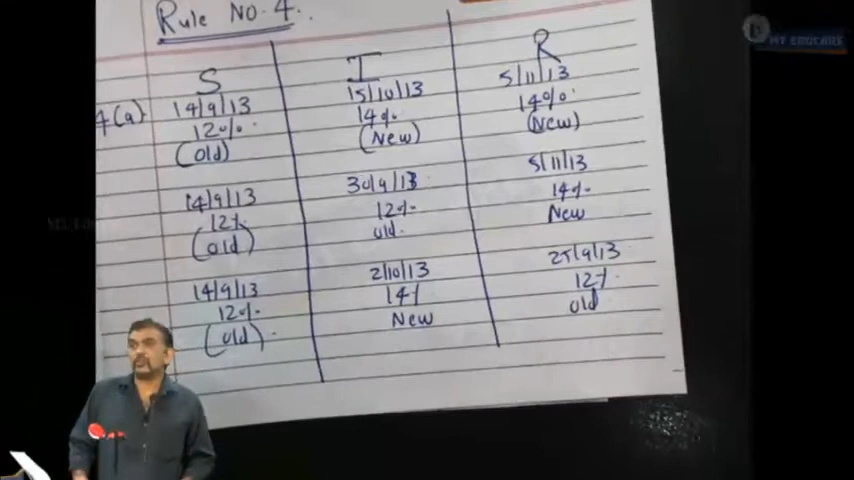 Rule No. 4.
S I R
4(a) 14/9/13 15/10/13 5/11/13
12% 14% 14%
(Old) (New) (New)
14/9/13 30/9/13 5/11/13
12% 12% 14%
(Old) Old New
14/9/13 2/10/13 25/9/13
12% 14% 12%
(Old) New Old
MY EDUCARE